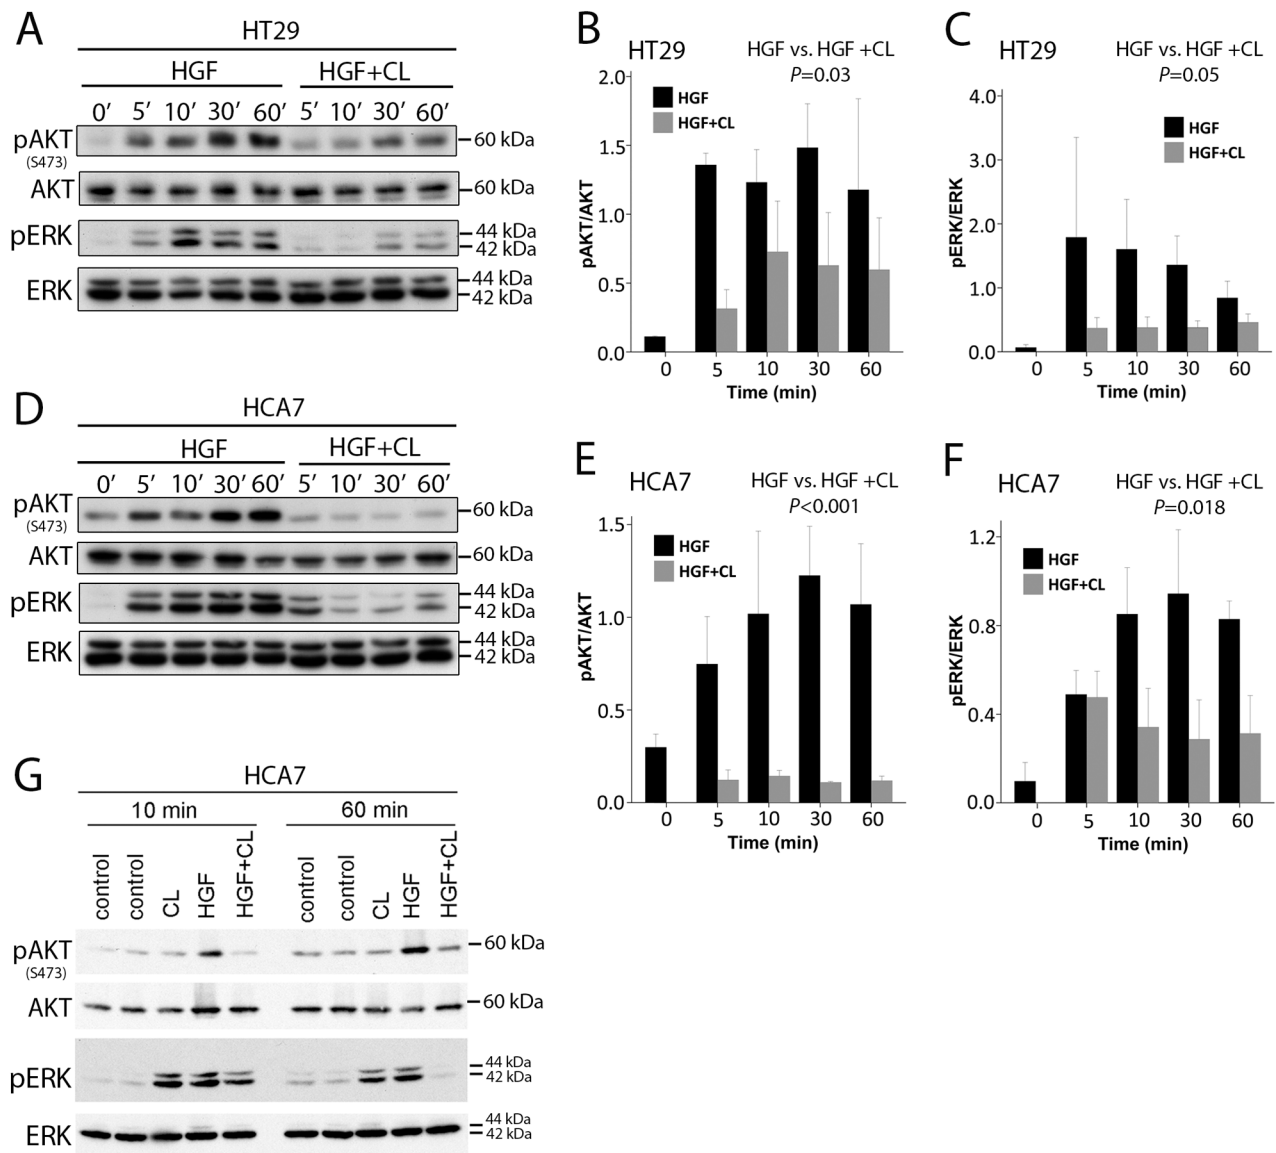 A
HT29
HGF HGF+CL
0′ 5′ 10′ 30′ 60′ 5′ 10′ 30′ 60′
pAKT
(S473)
60 kDa
AKT
60 kDa
pERK
44 kDa
42 kDa
ERK
44 kDa
42 kDa
B
HT29
HGF vs. HGF +CL
P=0.03
HGF
HGF+CL
pAKT/AKT
2.0
1.5
1.0
0.5
0.0
0 5 10 30 60
Time (min)
C
HT29
HGF vs. HGF +CL
P=0.05
HGF
HGF+CL
pERK/ERK
4.0
3.0
2.0
1.0
0.0
0 5 10 30 60
Time (min)
D
HCA7
HGF HGF+CL
0′ 5′ 10′ 30′ 60′ 5′ 10′ 30′ 60′
pAKT
(S473)
60 kDa
AKT
60 kDa
pERK
44 kDa
42 kDa
ERK
44 kDa
42 kDa
E
HCA7
HGF vs. HGF +CL
P<0.001
HGF
HGF+CL
pAKT/AKT
1.5
1.0
0.5
0.0
0 5 10 30 60
Time (min)
F
HCA7
HGF vs. HGF +CL
P=0.018
HGF
HGF+CL
pERK/ERK
1.2
0.8
0.4
0.0
0 5 10 30 60
Time (min)
G
HCA7
10 min 60 min
control control CL HGF HGF+CL control control CL HGF HGF+CL
pAKT
(S473)
60 kDa
AKT
60 kDa
pERK
44 kDa
42 kDa
ERK
44 kDa
42 kDa